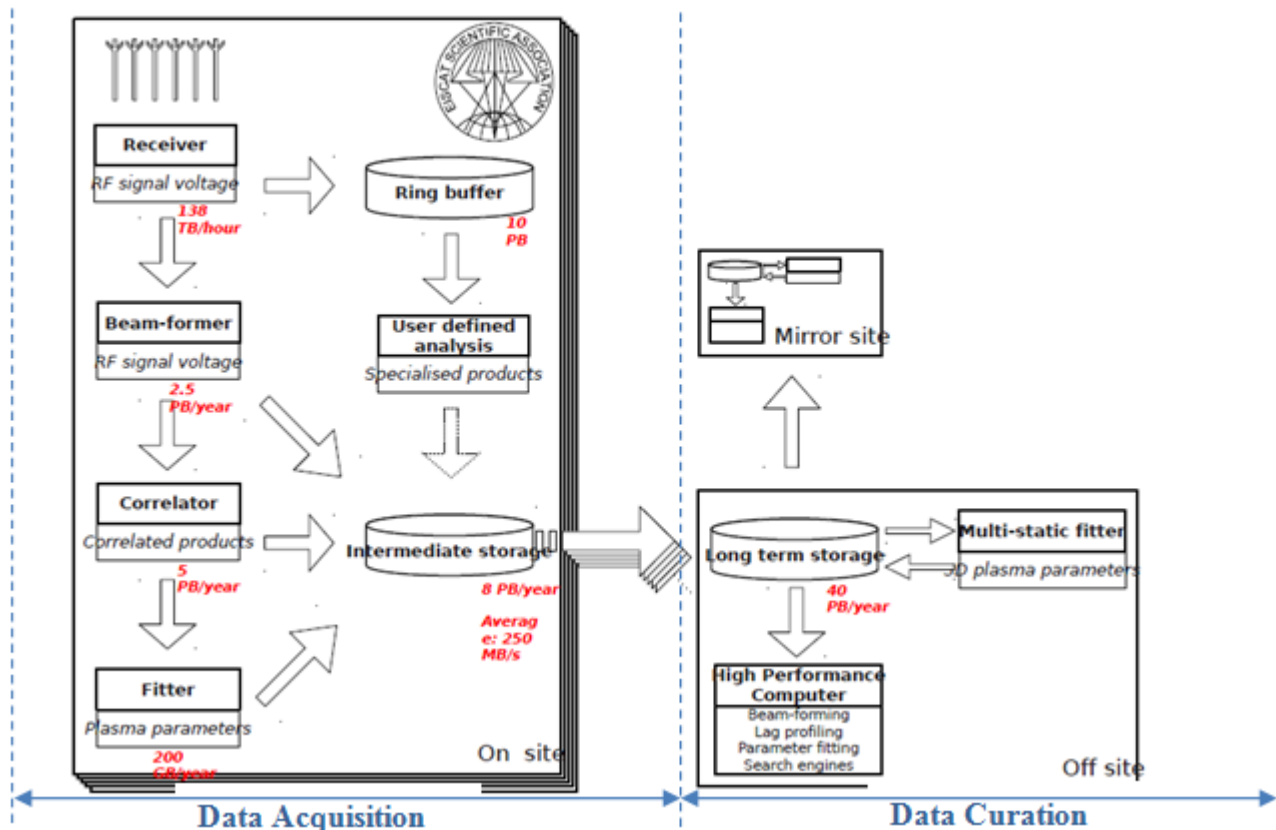 EISCAT SCIENTIFIC ASSOCIATION
Receiver
RF signal voltage
138
TB/hour
Ring buffer
10
PB
Beam-former
RF signal voltage
2.5
PB/year
User defined
analysis
Specialised products
Correlator
Correlated products
5
PB/year
Intermediate storage
8 PB/year
Averag
e: 250
MB/s
Fitter
Plasma parameters
200
GB/year
On site
Mirror site
Long term storage
40
PB/year
Multi-static fitter
3D plasma parameters
High Performance
Computer
Beam-forming
Lag profiling
Parameter fitting
Search engines
Off site
Data Acquisition
Data Curation